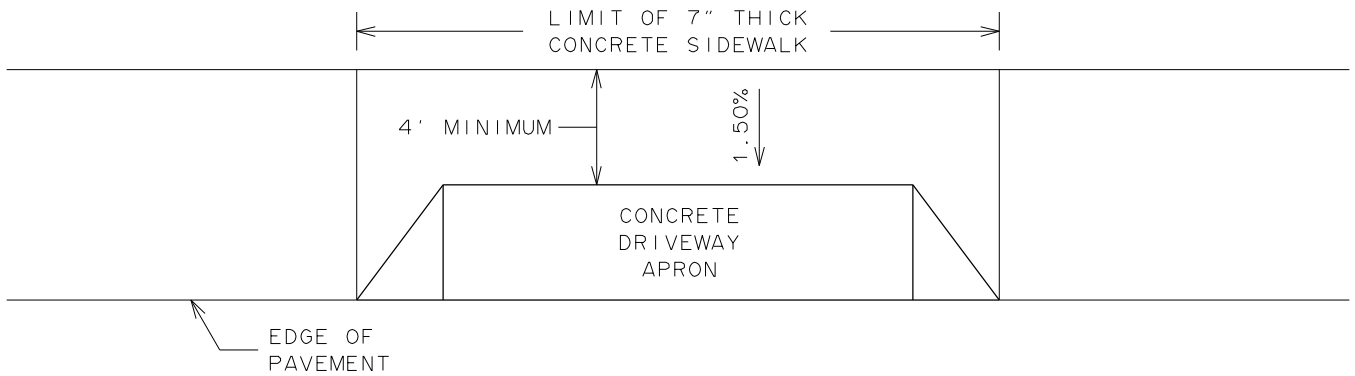 LIMIT OF 7" THICK
CONCRETE SIDEWALK
4' MINIMUM
1.50%
CONCRETE
DRIVEWAY
APRON
EDGE OF
PAVEMENT